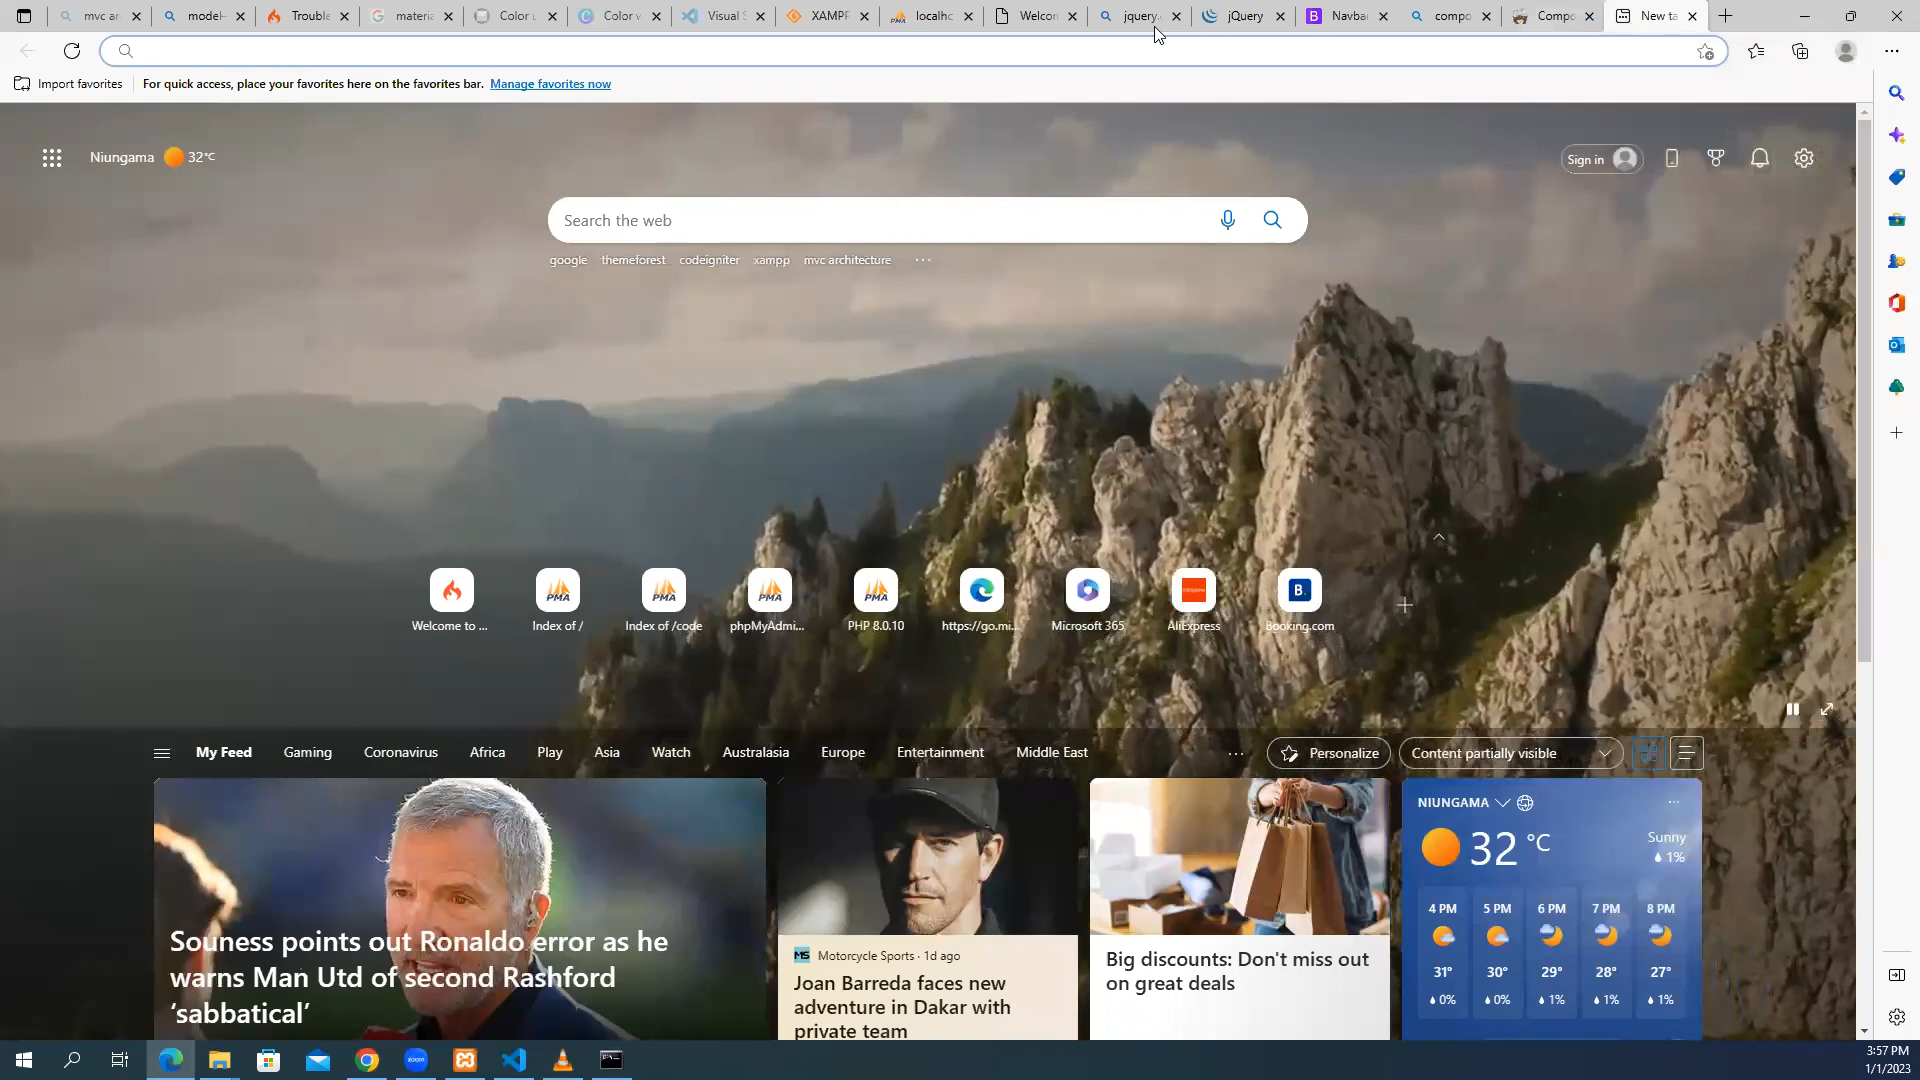 mvc ar
model-
Trouble
materia
Color u
Color w
Visual S
XAMPP
localhc
Welcon
jquery.
jQuery
Navbar
compo
Compo
New ta
Import favorites
For quick access, place your favorites here on the favorites bar. Manage favorites now
Niungama 32°C
Sign in
Search the web
google themeforest codeigniter xampp mvc architecture
Welcome to ...
PMA
Index of /
PMA
Index of /code
PMA
phpMyAdmi...
PMA
PHP 8.0.10
https://go.mi...
Microsoft 365
AliExpress
B.
Booking.com
My Feed Gaming Coronavirus Africa Play Asia Watch Australasia Europe Entertainment Middle East
Personalize
Content partially visible
Souness points out Ronaldo error as he
warns Man Utd of second Rashford
‘sabbatical’
MS Motorcycle Sports · 1d ago
Joan Barreda faces new
adventure in Dakar with
private team
Big discounts: Don't miss out
on great deals
NIUNGAMA
32 °C
Sunny
1%
4 PM 5 PM 6 PM 7 PM 8 PM
31° 30° 29° 28° 27°
0% 0% 1% 1% 1%
zoom
3:57 PM
1/1/2023